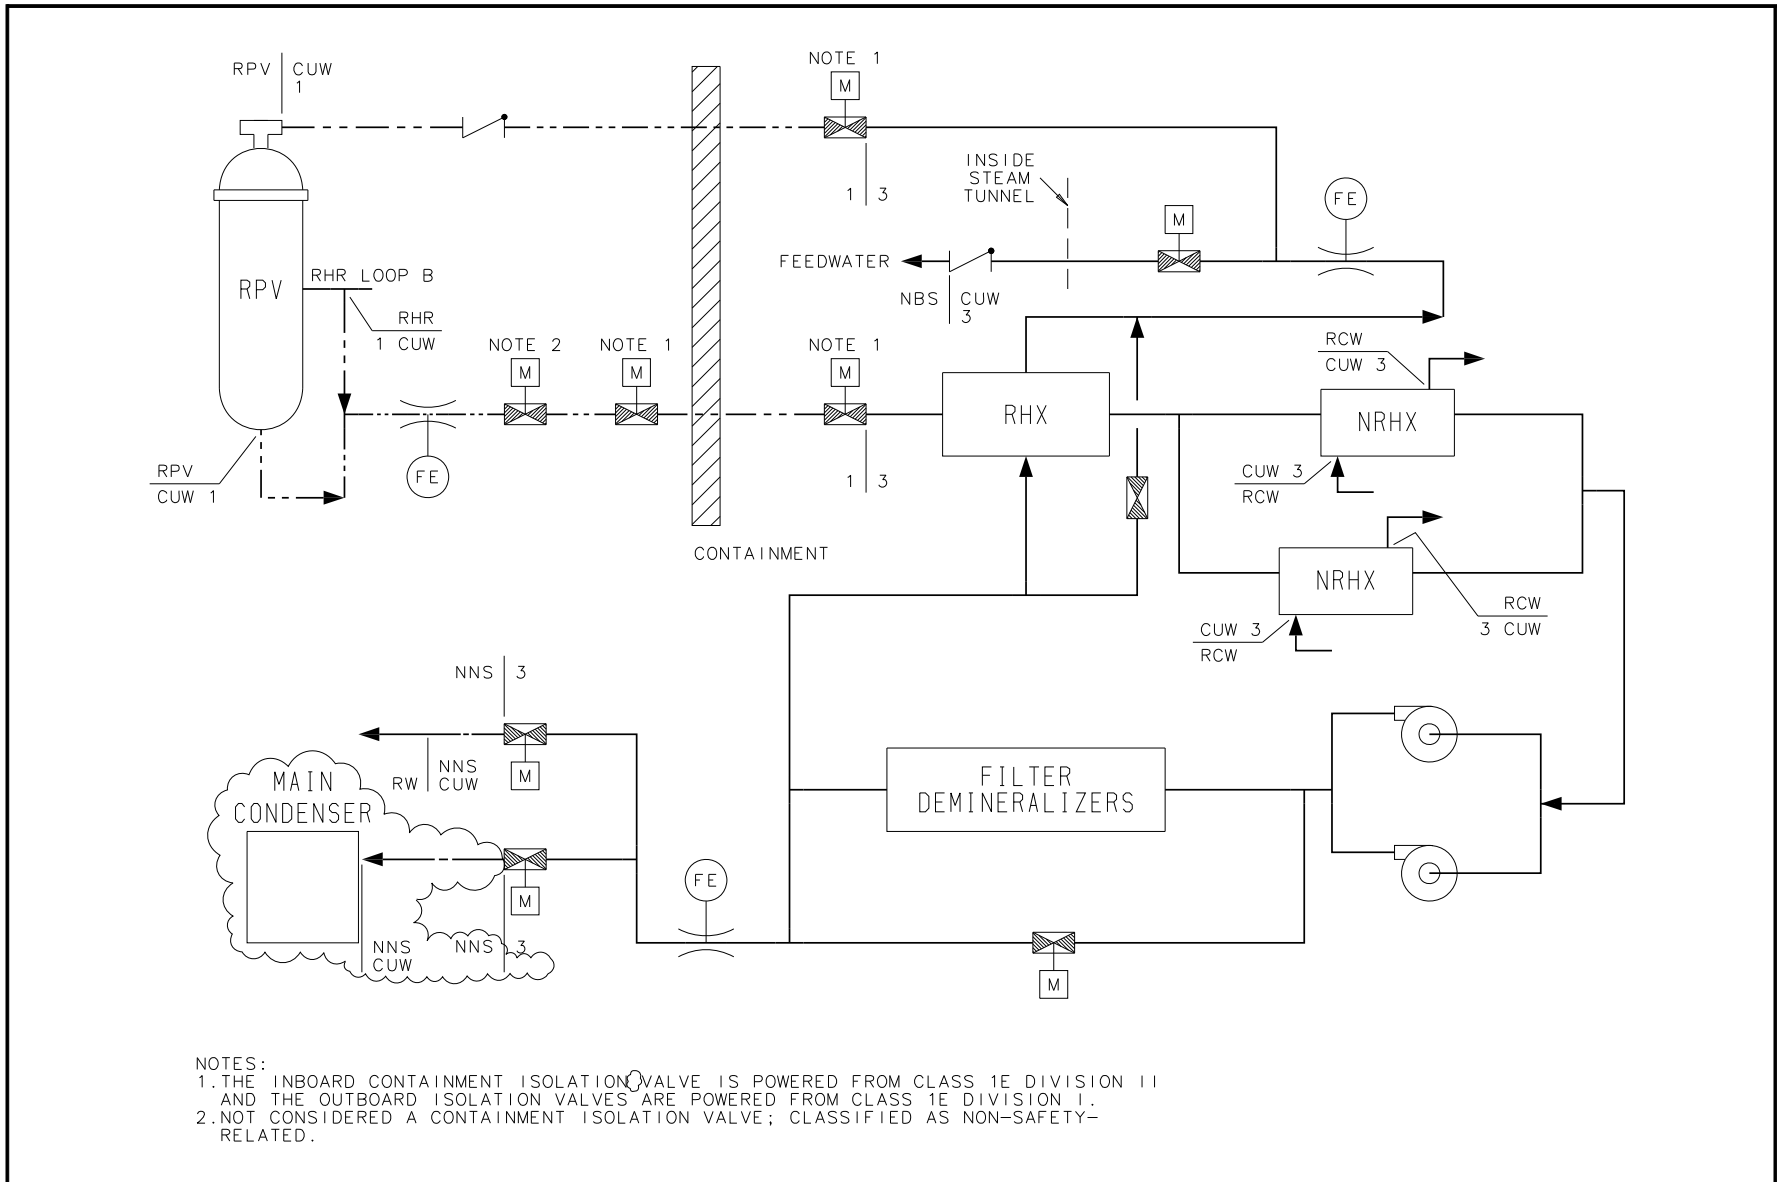 NOTE 1
RPV CUW
1
M
INSIDE
STEAM
TUNNEL
1 3
M
FE
FEEDWATER
RPV
RHR LOOP B
NBS CUW
3
RHR
1 CUW
NOTE 2
NOTE 1
NOTE 1
RCW
CUW 3
M
M
M
RHX
NRHX
RPV
CUW 1
FE
1 3
CUW 3
RCW
CONTAINMENT
NRHX
RCW
3 CUW
CUW 3
RCW
NNS 3
RW
NNS
CUW
M
MAIN
CONDENSER
FILTER
DEMINERALIZERS
FE
M
NNS
CUW
NNS 3
M
NOTES:
1. THE INBOARD CONTAINMENT ISOLATION VALVE IS POWERED FROM CLASS 1E DIVISION II
AND THE OUTBOARD ISOLATION VALVES ARE POWERED FROM CLASS 1E DIVISION I.
2. NOT CONSIDERED A CONTAINMENT ISOLATION VALVE; CLASSIFIED AS NON-SAFETY-
RELATED.